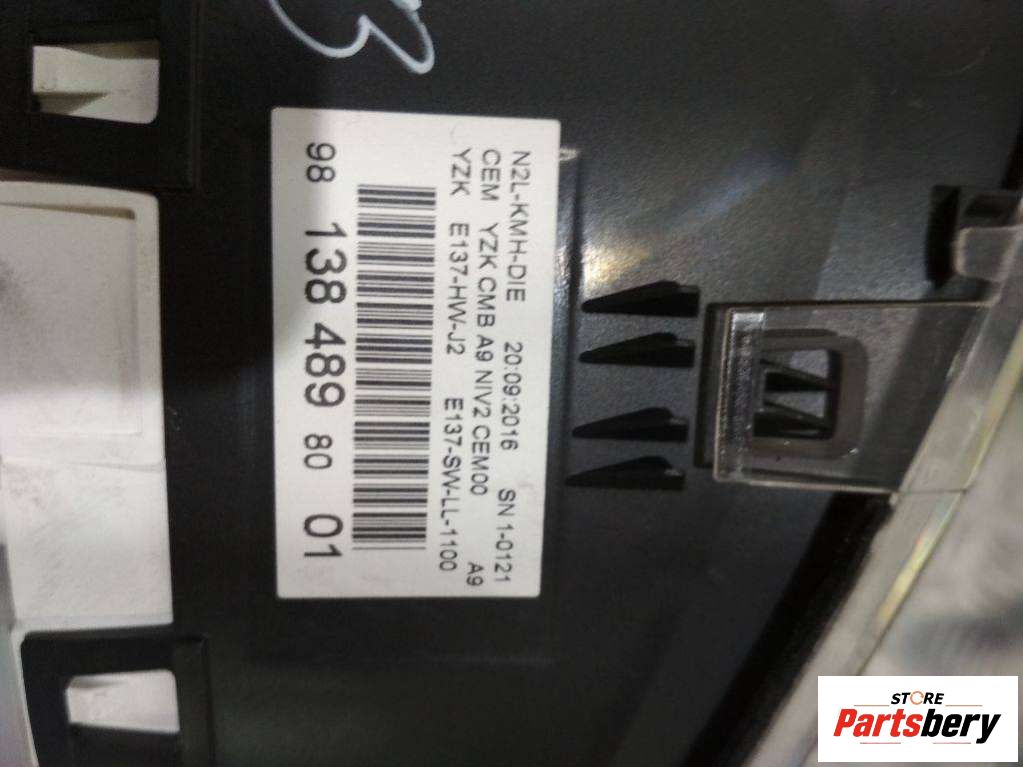 N2L-KMH-DIE 20:09:2016 SN 1-0121
CEM YZK CMB A9 NIV2 CEM00 A9
YZK E137-HW-J2 E137-SW-LL-1100
98 138 489 80 01
STORE
Partsbery